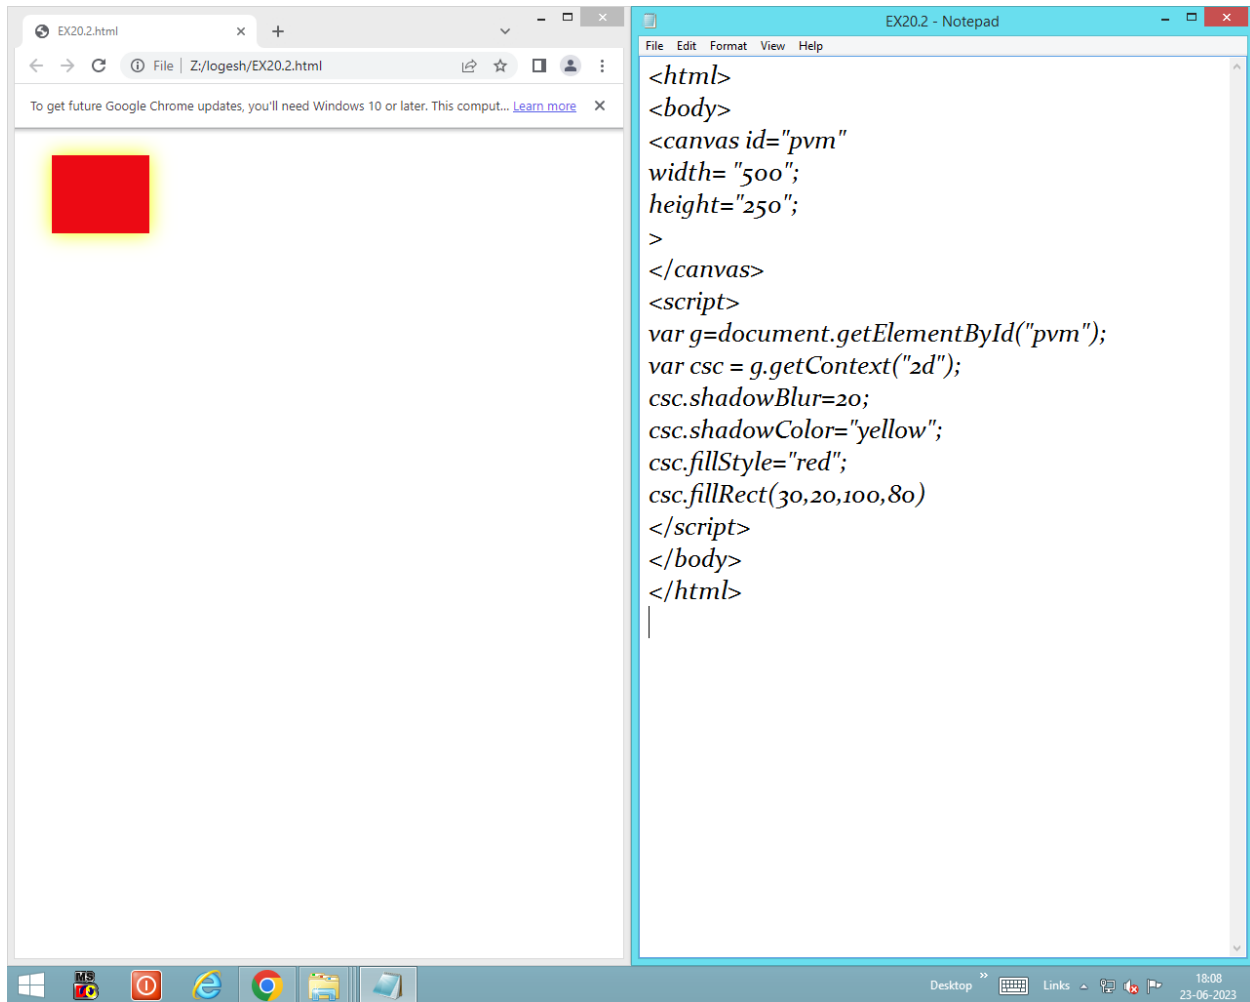 EX20.2.html
File | Z:/logesh/EX20.2.html
To get future Google Chrome updates, you'll need Windows 10 or later. This comput... Learn more
EX20.2 - Notepad
File Edit Format View Help
<html>
<body>
<canvas id="pvm"
width= "500";
height="250";
>
</canvas>
<script>
var g=document.getElementById("pvm");
var csc = g.getContext("2d");
csc.shadowBlur=20;
csc.shadowColor="yellow";
csc.fillStyle="red";
csc.fillRect(30,20,100,80)
</script>
</body>
</html>
MS
Desktop
Links
18:08
23-06-2023